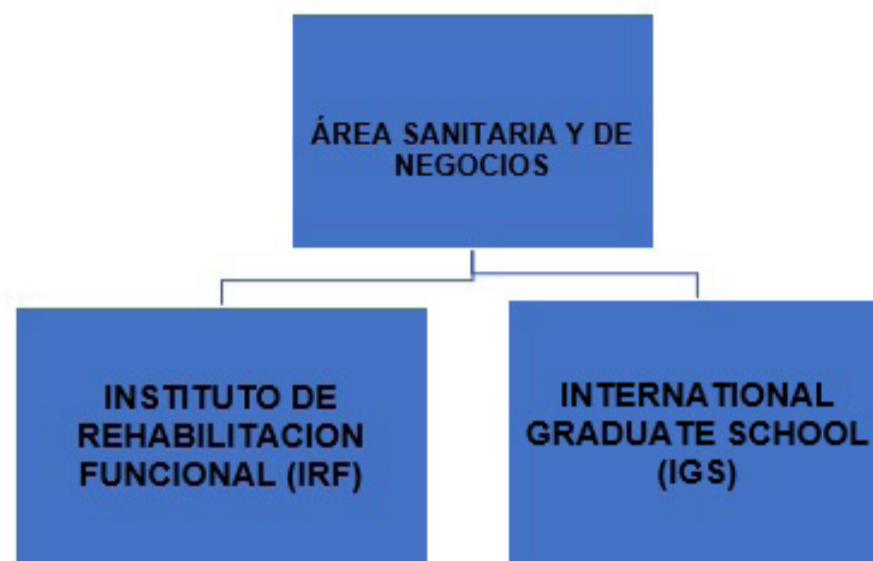 ÁREA SANITARIA Y DE
NEGOCIOS
INSTITUTO DE
REHABILITACION
FUNCIONAL (IRF)
INTERNATIONAL
GRADUATE SCHOOL
(IGS)